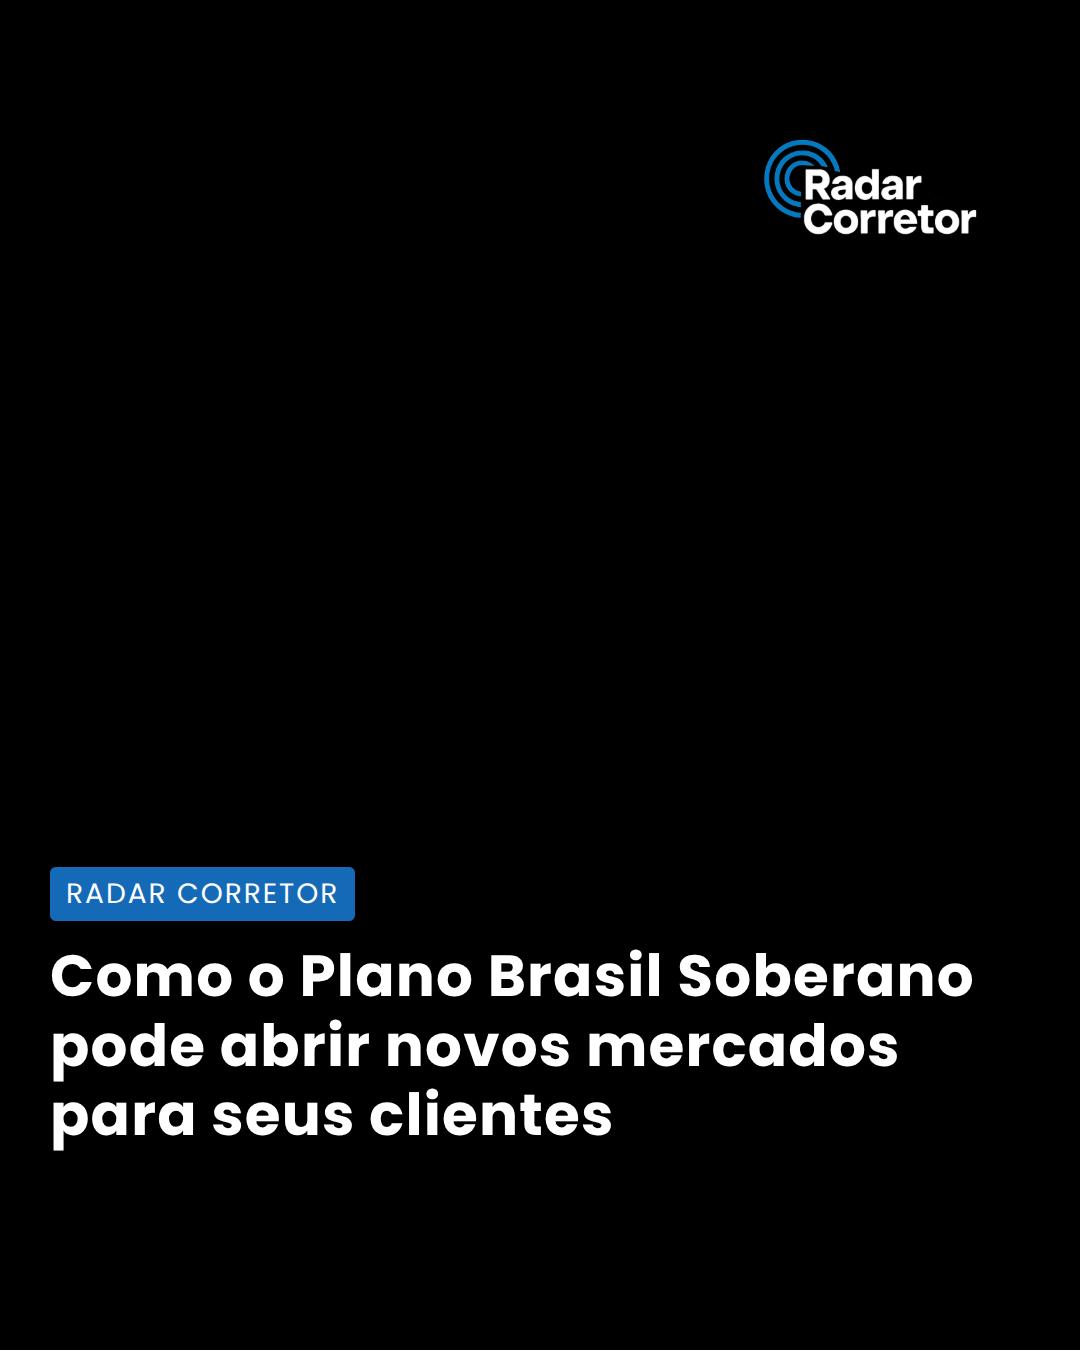 Radar
Corretor
RADAR CORRETOR
Como o Plano Brasil Soberano
pode abrir novos mercados
para seus clientes